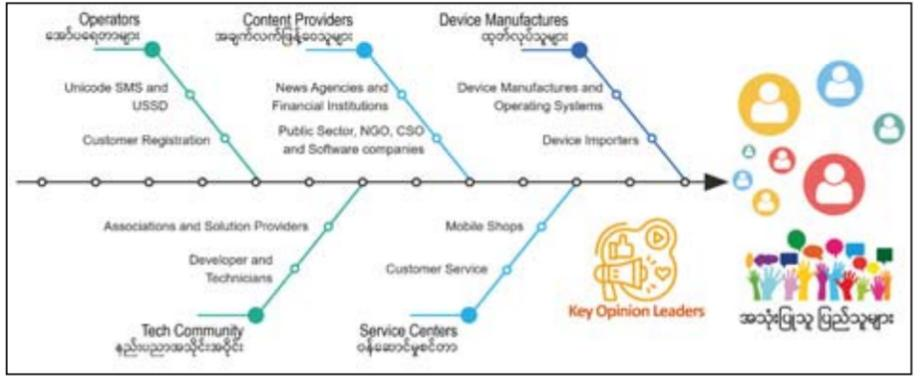 Operators
အော်ပရေတာများ
Content Providers
အချက်လက်ဖြန့်ဝေသူများ
Device Manufactures
ထုတ်လုပ်သူများ
Unicode SMS and
USSD
Customer Registration
News Agencies and
Financial Institutions
Public Sector, NGO, CSO
and Software companies
Device Manufactures and
Operating Systems
Device Importers
Associations and Solution Providers
Developer and
Technicians
Tech Community
နည်းပညာအသိုင်းအဝိုင်း
Mobile Shops
Customer Service
Service Centers
ဝန်ဆောင်မှုစင်တာ
Key Opinion Leaders
အသုံးပြုသူ ပြည်သူများ